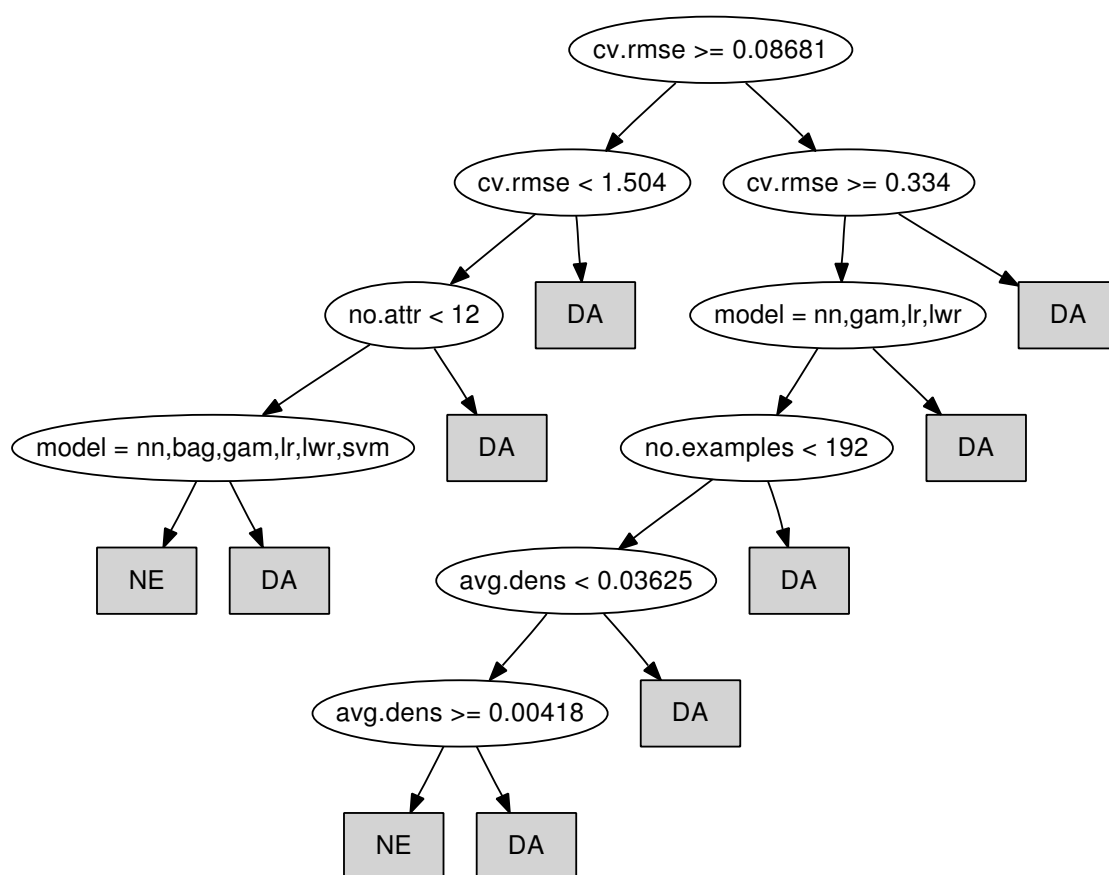 cv.rmse >= 0.08681
cv.rmse < 1.504
cv.rmse >= 0.334
no.attr < 12
DA
model = nn,gam,lr,lwr
DA
model = nn,bag,gam,lr,lwr,svm
DA
no.examples < 192
DA
NE
DA
avg.dens < 0.03625
DA
avg.dens >= 0.00418
DA
NE
DA